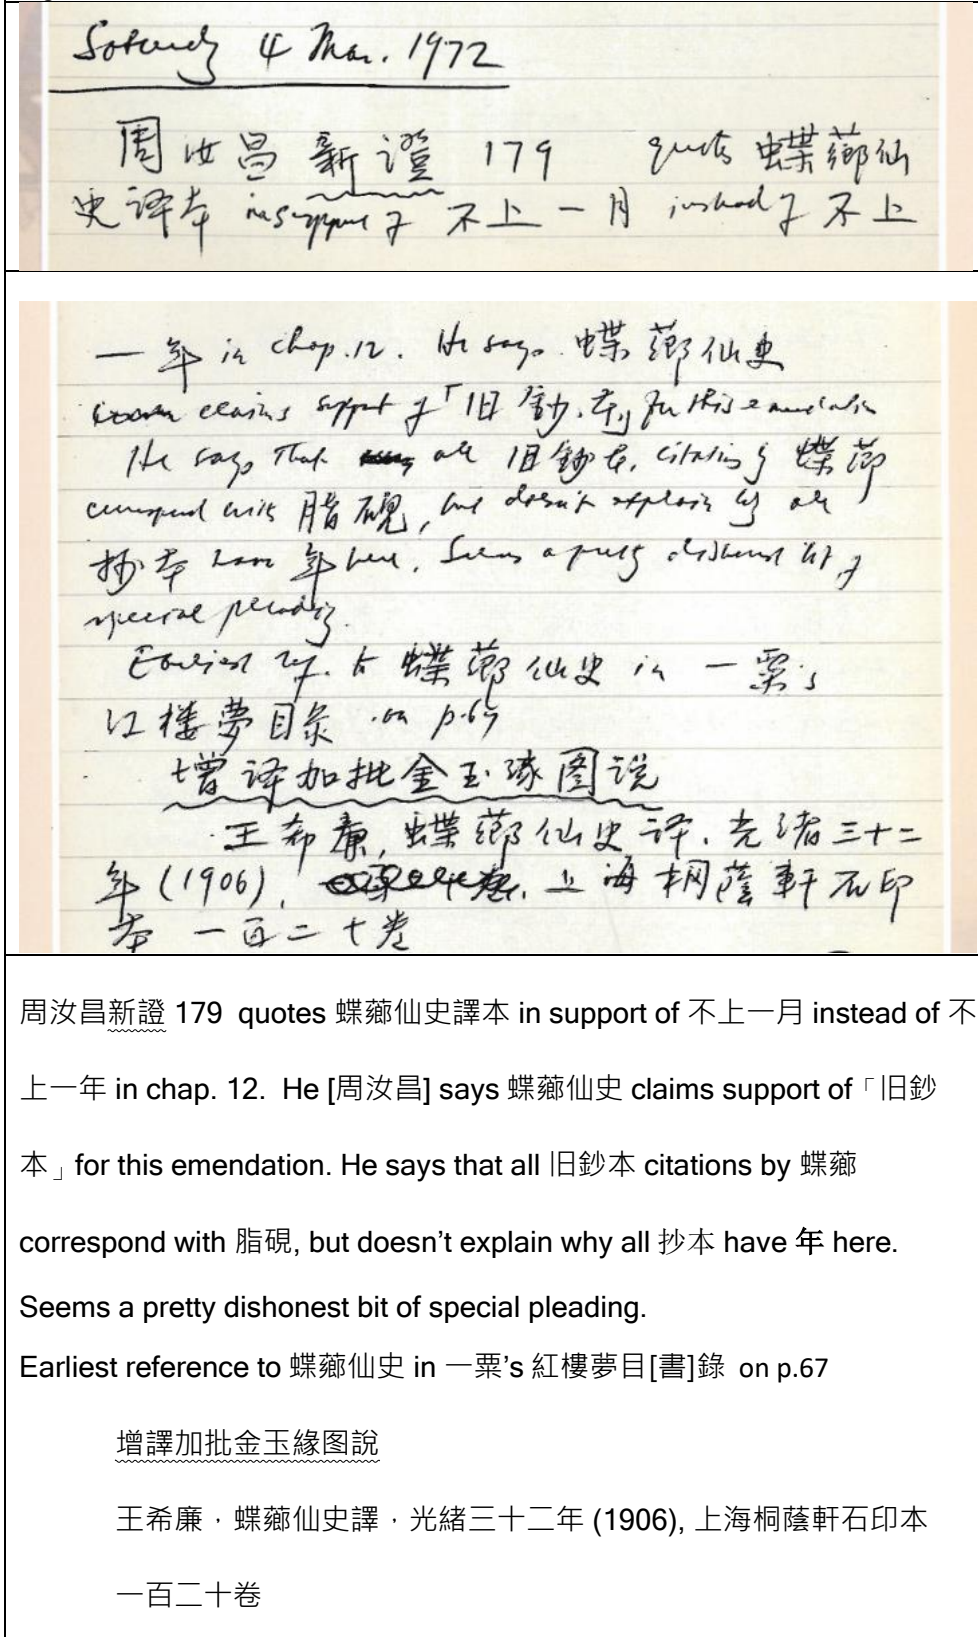 Saturday 4 Mar. 1972
周汝昌 新證 179 quotes 蝶薌仙
史译本 in support of 不上一月 instead of 不上
一年 in chap. 12. He says 蝶薌仙史
claims support of「旧鈔本」for this emendation
He says that all 旧鈔本 citations by 蝶薌
correspond with 脂硯, but doesn't explain why all
抄本 have 年 here. Seems a pretty dishonest bit of
special pleading.
Earliest ref. to 蝶薌仙史 in 一粟's
红楼夢目录 on p.67
增译加批金玉缘图说
王希廉, 蝶薌仙史译. 光绪三十二
年 (1906), 上海桐蔭軒石印
本 一百二十卷
周汝昌新證 179 quotes 蝶薌仙史譯本 in support of 不上一月 instead of 不
上一年 in chap. 12. He [周汝昌] says 蝶薌仙史 claims support of「旧鈔
本」for this emendation. He says that all 旧鈔本 citations by 蝶薌
correspond with 脂硯, but doesn’t explain why all 抄本 have 年 here.
Seems a pretty dishonest bit of special pleading.
Earliest reference to 蝶薌仙史 in 一粟’s 紅樓夢目[書]錄 on p.67
增譯加批金玉緣图說
王希廉，蝶薌仙史譯，光緒三十二年 (1906), 上海桐蔭軒石印本
一百二十卷